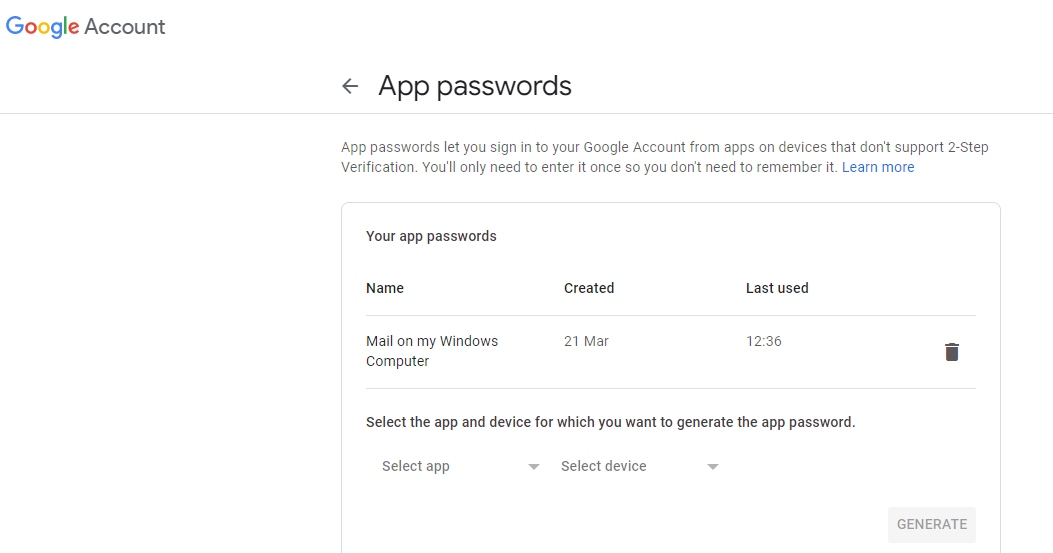 Google Account
App passwords
App passwords let you sign in to your Google Account from apps on devices that don't support 2-Step
Verification. You'll only need to enter it once so you don't need to remember it. Learn more
Your app passwords
Name Created Last used
Mail on my Windows 21 Mar 12:36
Computer
Select the app and device for which you want to generate the app password.
Select app Select device
GENERATE